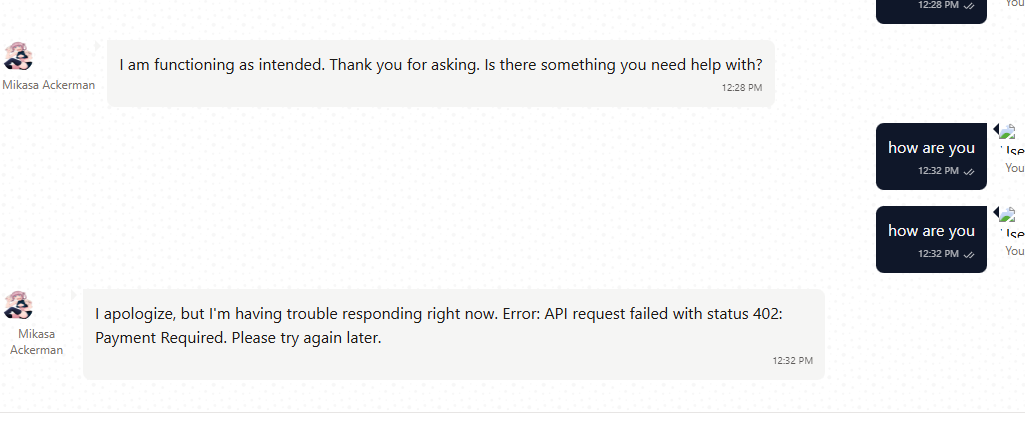 12:28 PM
You
I am functioning as intended. Thank you for asking. Is there something you need help with?
Mikasa Ackerman
12:28 PM
how are you
Use
12:32 PM
You
how are you
Use
12:32 PM
You
I apologize, but I'm having trouble responding right now. Error: API request failed with status 402:
Payment Required. Please try again later.
Mikasa
Ackerman
12:32 PM